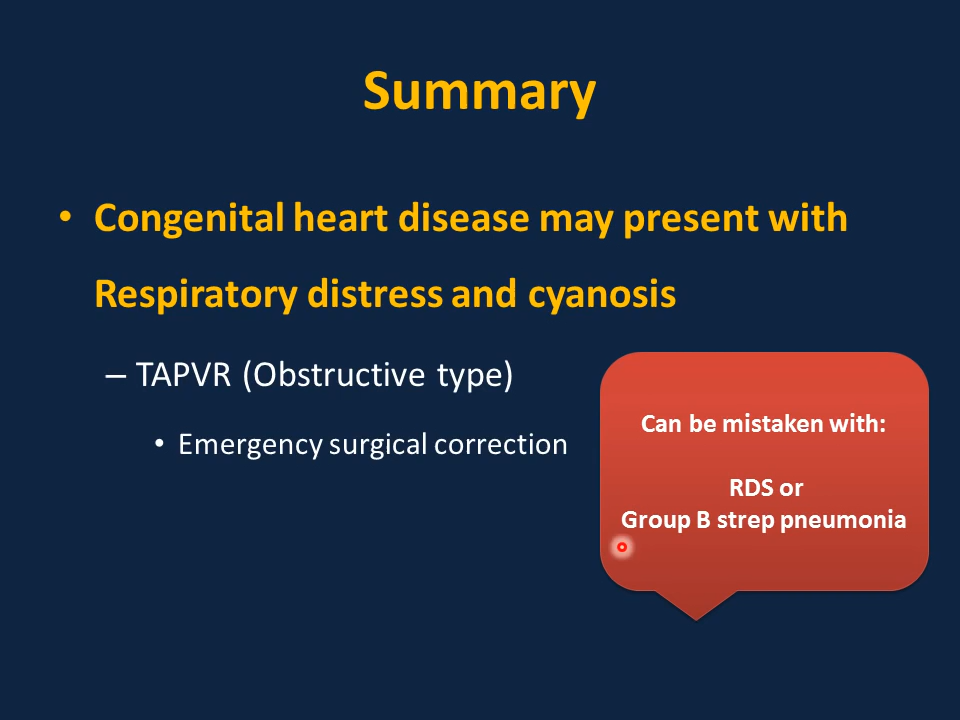 Summary
• Congenital heart disease may present with
Respiratory distress and cyanosis
– TAPVR (Obstructive type)
• Emergency surgical correction
Can be mistaken with:
RDS or
Group B strep pneumonia